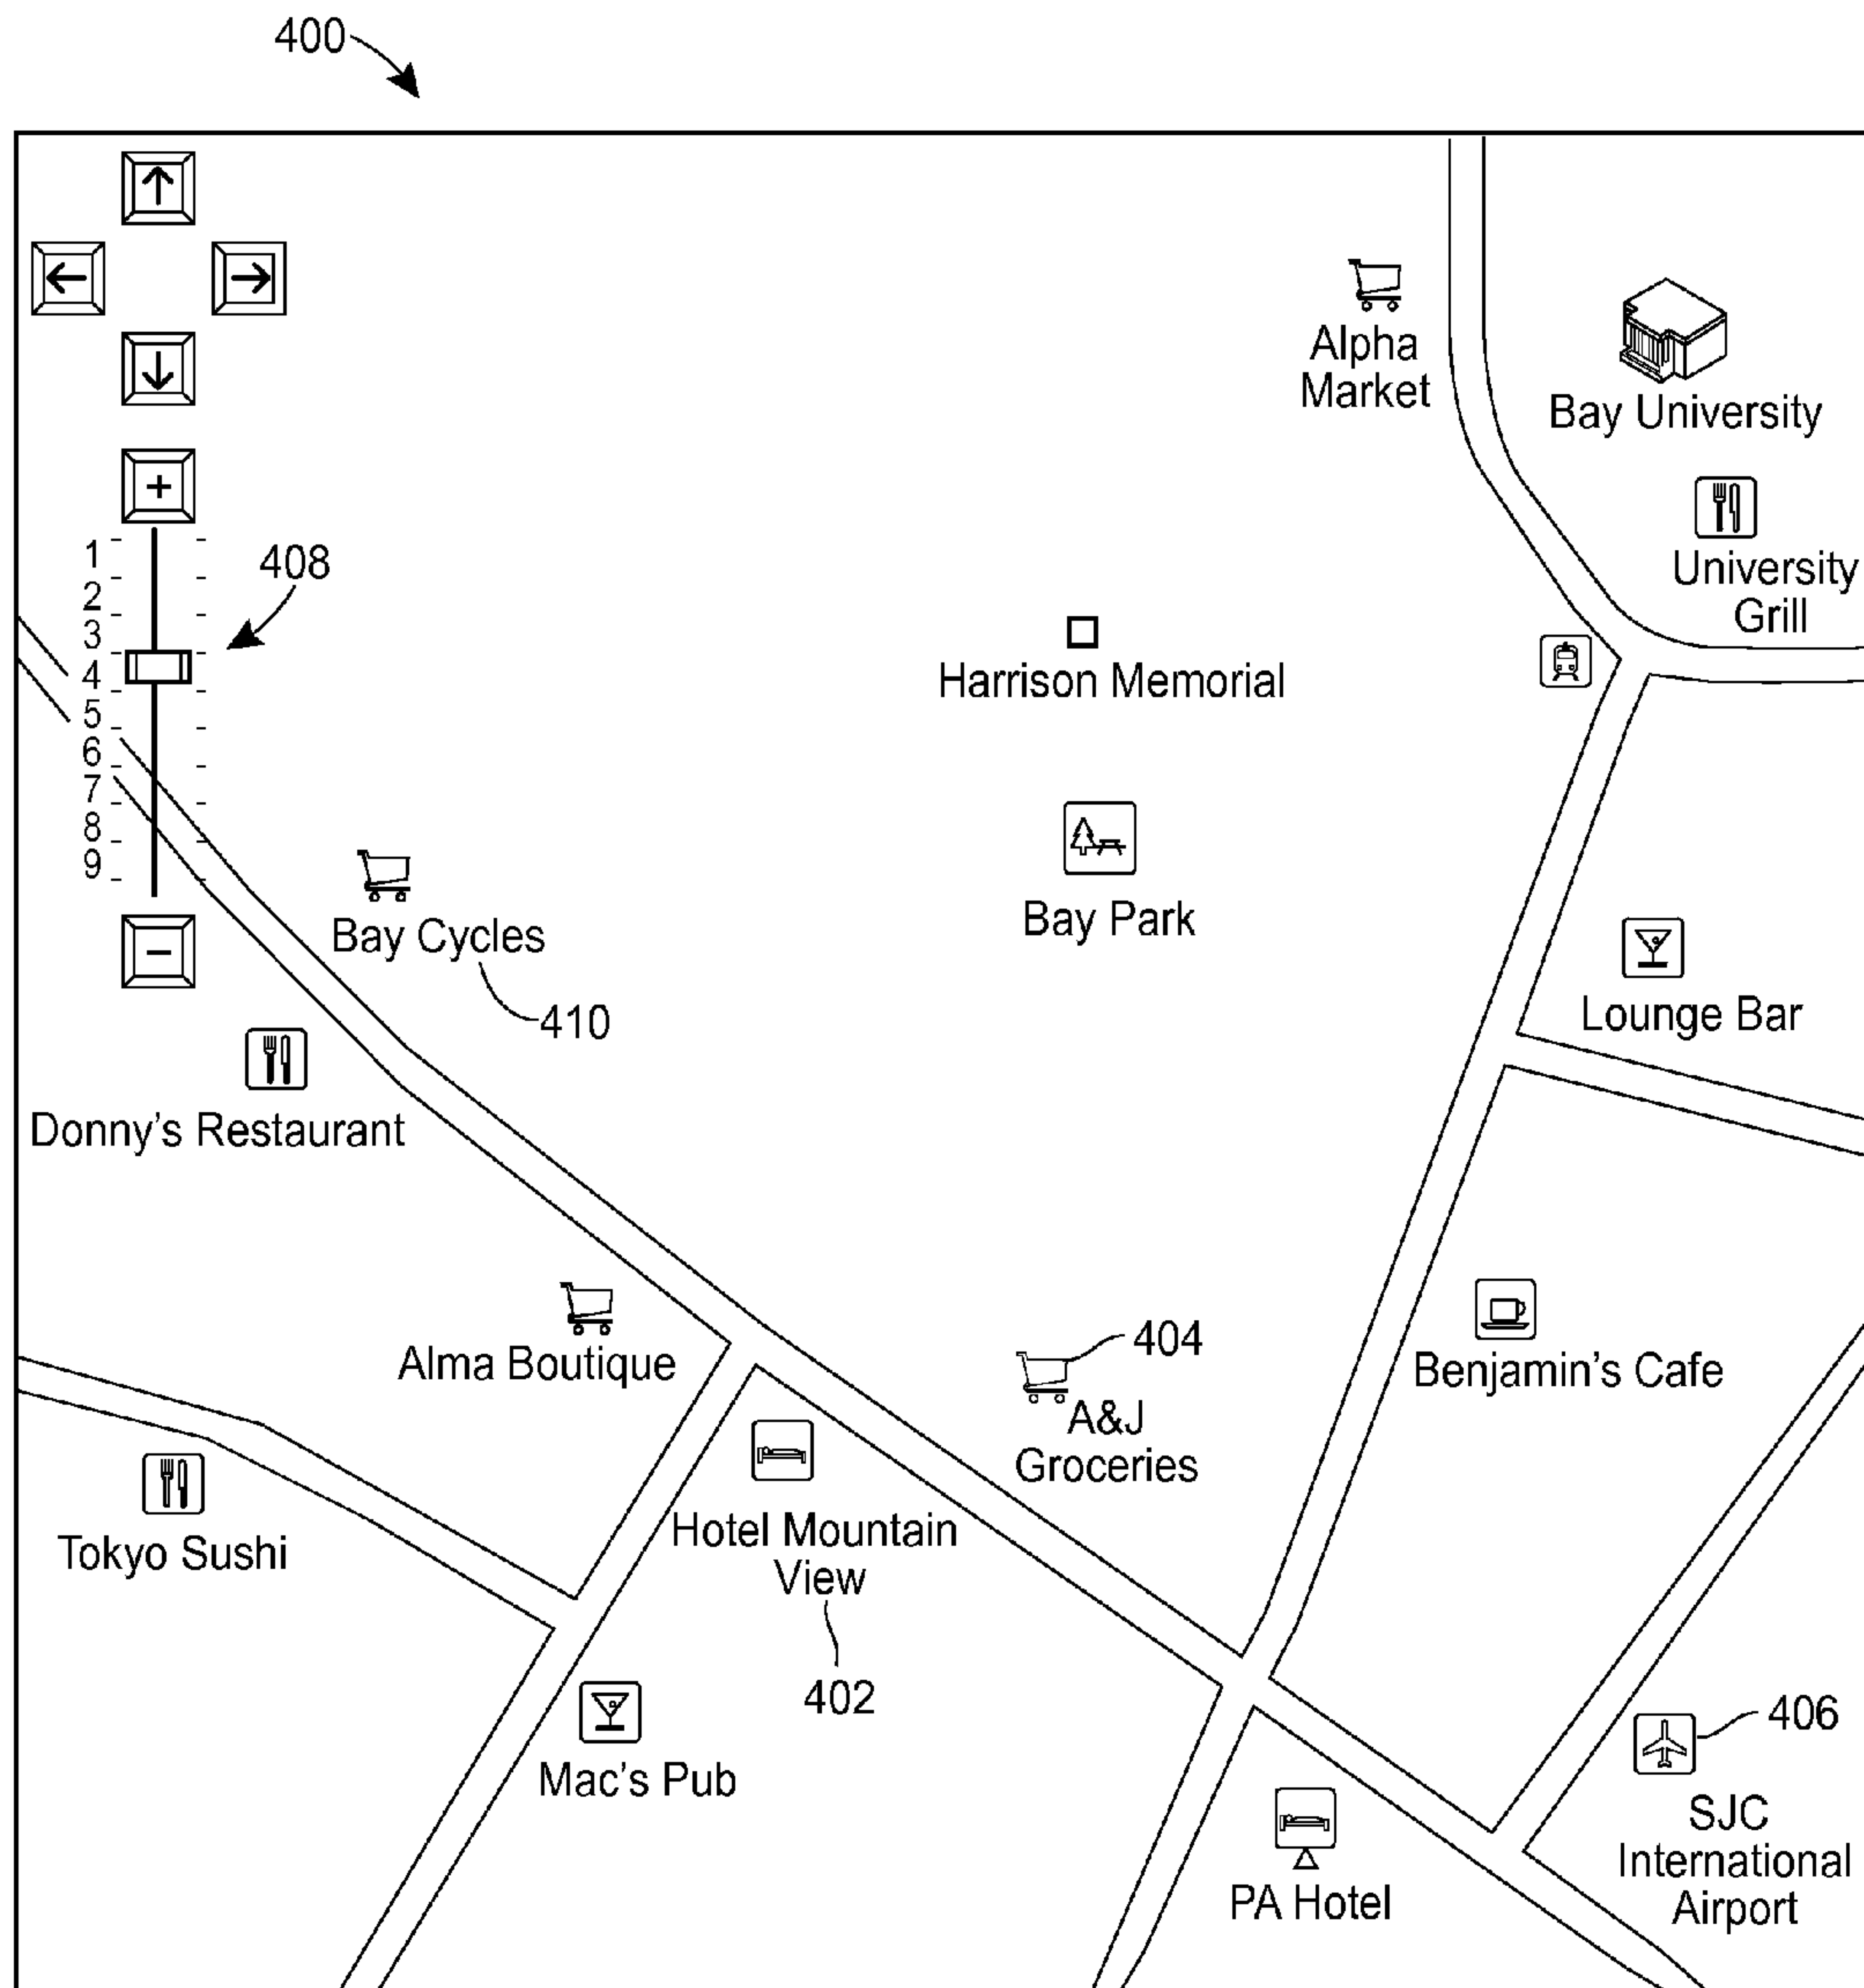 400
Alpha
Market
Bay University
+
1
408
2
3
4
5
6
7
8
9
−
University
Grill
Harrison Memorial
Bay Park
Bay Cycles
410
Lounge Bar
Donny's Restaurant
404
Alma Boutique
Benjamin's Cafe
A&J
Groceries
Hotel Mountain
View
Tokyo Sushi
402
406
Mac's Pub
SJC
International
Airport
PA Hotel